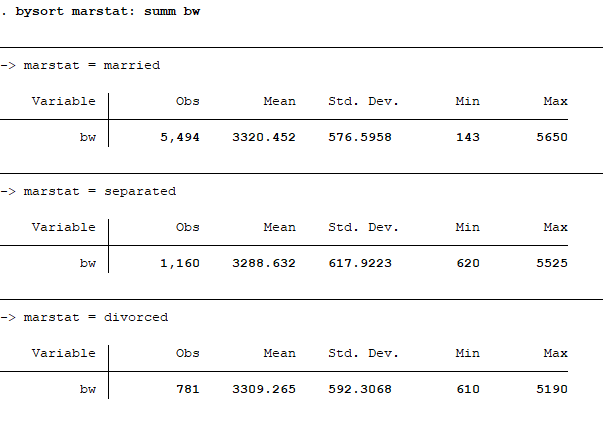 . bysort marstat: summ bw
-> marstat = married
Variable | Obs Mean Std. Dev. Min Max
bw | 5,494 3320.452 576.5958 143 5650
-> marstat = separated
Variable | Obs Mean Std. Dev. Min Max
bw | 1,160 3288.632 617.9223 620 5525
-> marstat = divorced
Variable | Obs Mean Std. Dev. Min Max
bw | 781 3309.265 592.3068 610 5190